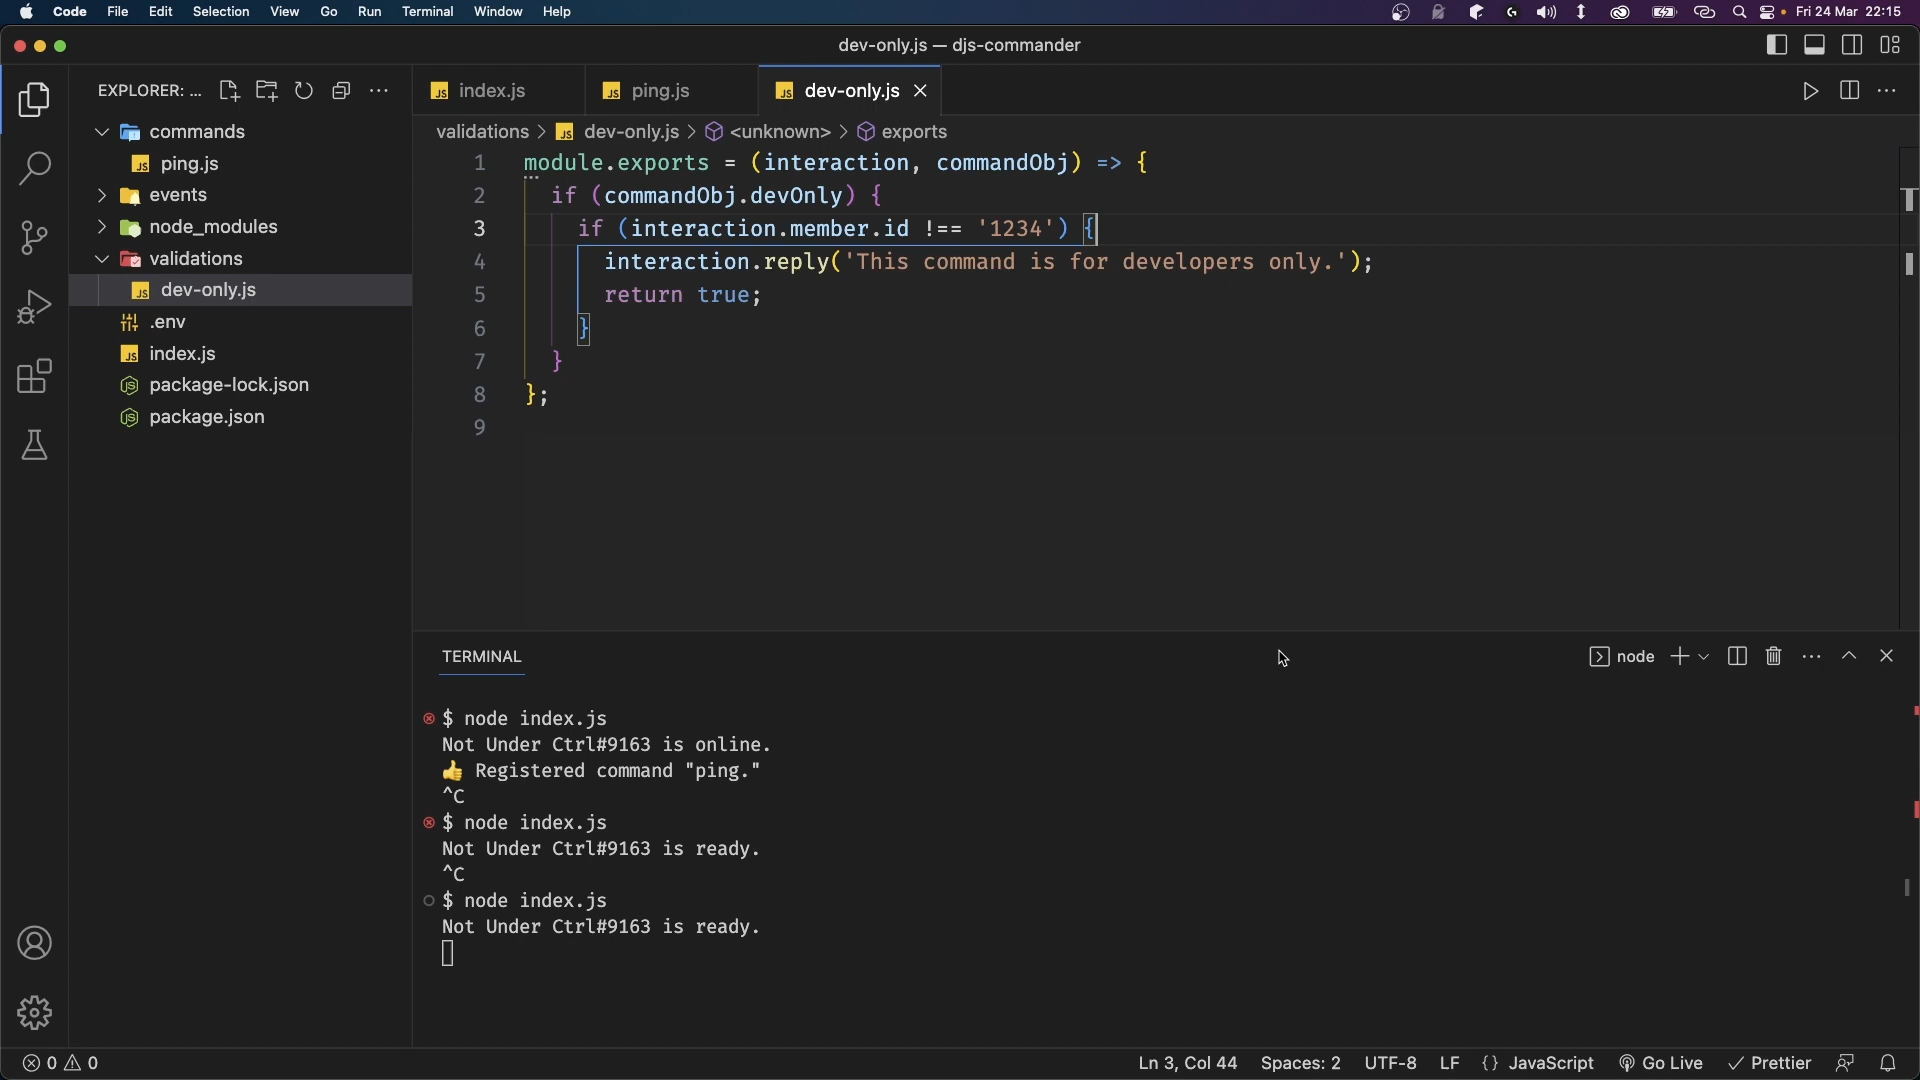 Code File Edit Selection View Go Run Terminal Window Help Fri 24 Mar 22:15
dev-only.js — djs-commander
EXPLORER: ...
commands
ping.js
events
node_modules
validations
dev-only.js
.env
index.js
package-lock.json
package.json
index.js ping.js dev-only.js
validations > dev-only.js > <unknown> > exports
1 module.exports = (interaction, commandObj) => {
2 if (commandObj.devOnly) {
3 if (interaction.member.id !== '1234') {
4 interaction.reply('This command is for developers only.');
5 return true;
6 }
7 }
8 };
9
TERMINAL node
$ node index.js
Not Under Ctrl#9163 is online.
👍 Registered command "ping."
^C
$ node index.js
Not Under Ctrl#9163 is ready.
^C
$ node index.js
Not Under Ctrl#9163 is ready.
0 0 Ln 3, Col 44 Spaces: 2 UTF-8 LF {} JavaScript Go Live Prettier